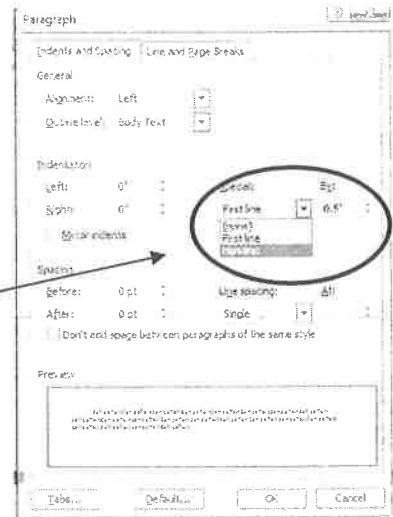 Paragraph
Indents and Spacing Line and Page Breaks
General
Alignment: Left
Outline level: Body Text
Indentation
Left: 0" Special: By:
Right: 0" First line 0.5"
Mirror indents (none)
First line
Spacing
Before: 0 pt Line spacing: At:
After: 0 pt Single
Don't add space between paragraphs of the same style
Preview
Tabs... Default... OK Cancel